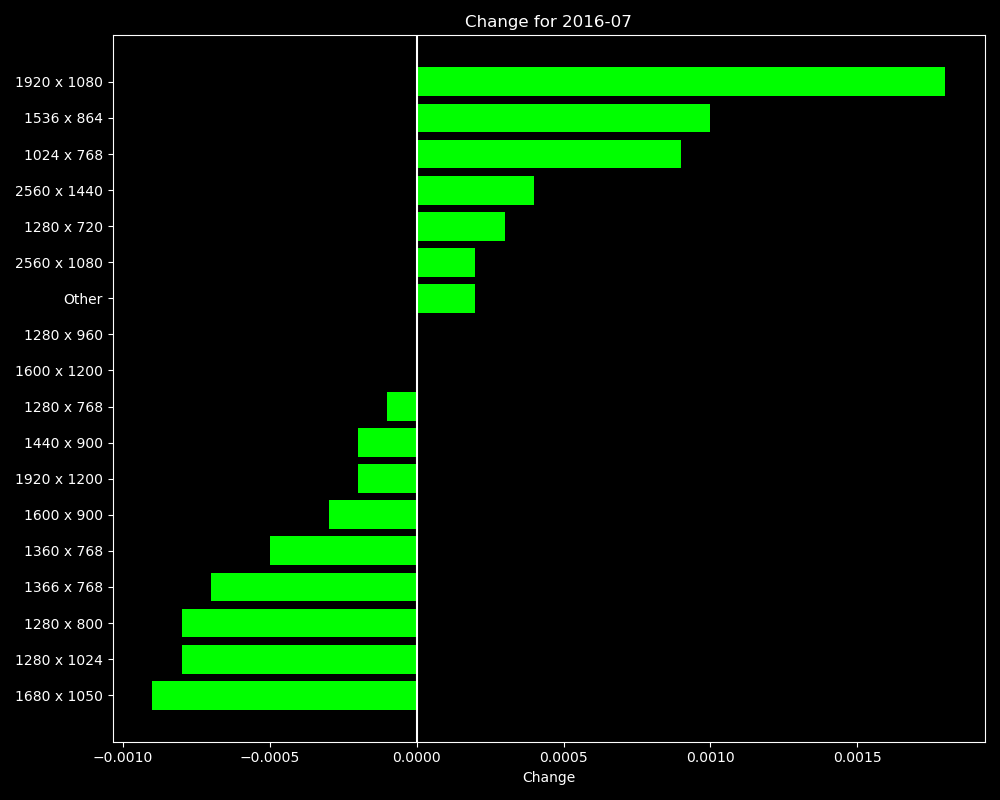 Change for 2016-07
1920 x 1080
1536 x 864
1024 x 768
2560 x 1440
1280 x 720
2560 x 1080
Other
1280 x 960
1600 x 1200
1280 x 768
1440 x 900
1920 x 1200
1600 x 900
1360 x 768
1366 x 768
1280 x 800
1280 x 1024
1680 x 1050
−0.0010 −0.0005 0.0000 0.0005 0.0010 0.0015
Change